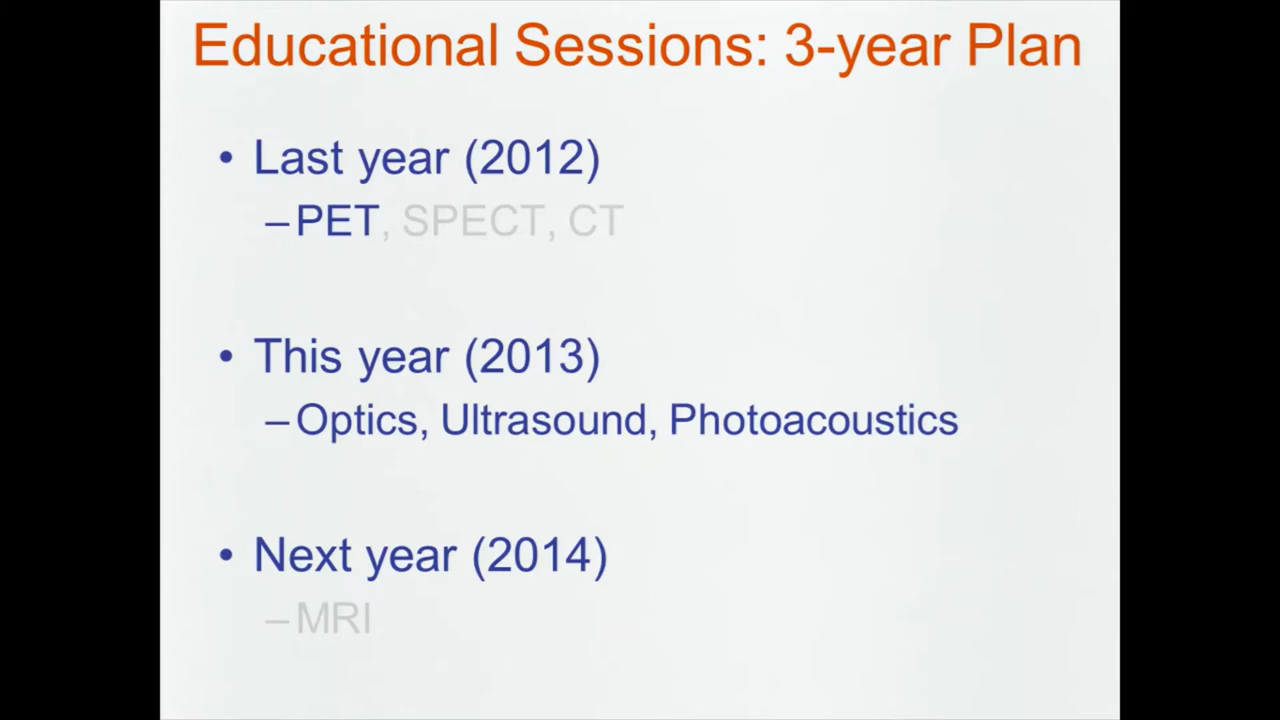 Educational Sessions: 3-year Plan
• Last year (2012)
–PET, SPECT, CT
• This year (2013)
–Optics, Ultrasound, Photoacoustics
• Next year (2014)
–MRI